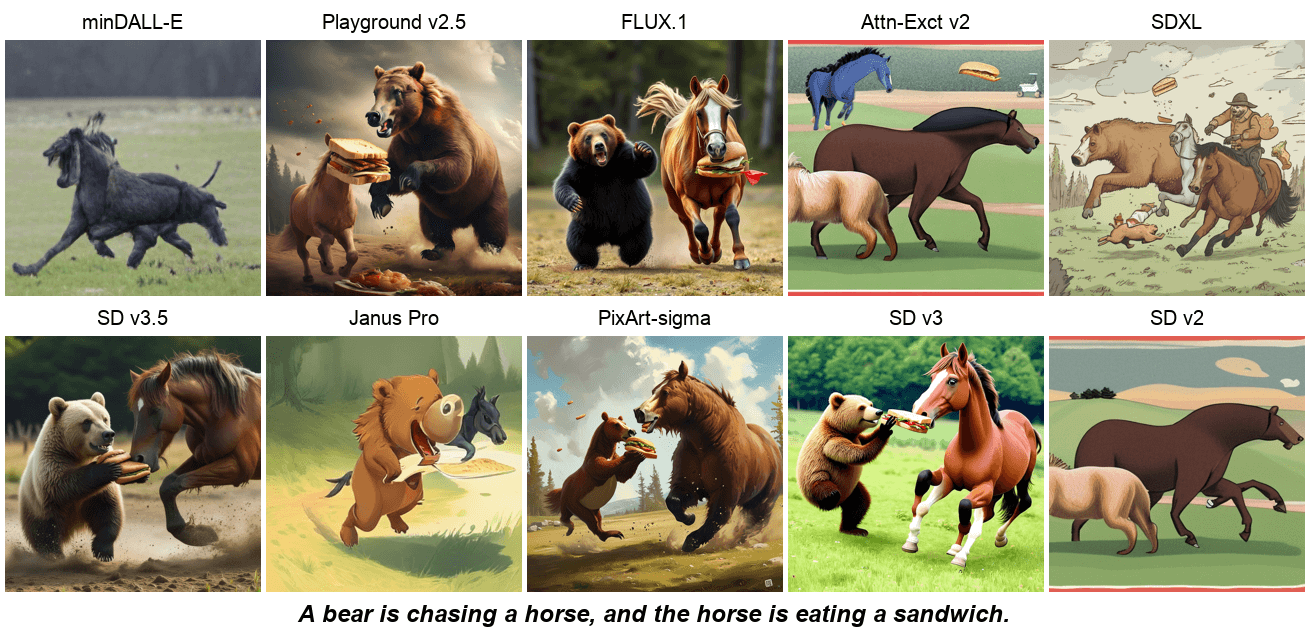 minDALL-E
Playground v2.5
FLUX.1
Attn-Exct v2
SDXL
SD v3.5
Janus Pro
PixArt-sigma
SD v3
SD v2
A bear is chasing a horse, and the horse is eating a sandwich.